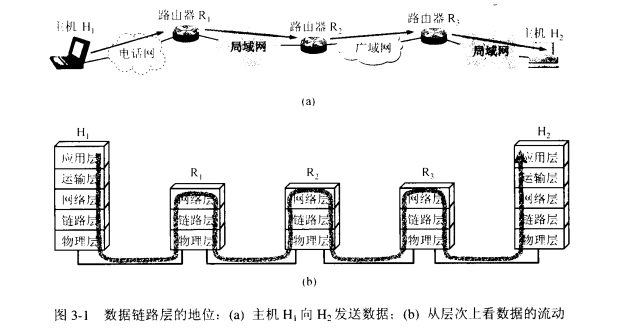 主机 H1
路由器 R1
电话网
局域网
路由器 R2
广域网
路由器 R3
局域网
主机 H2
(a)
H1
应用层
运输层
网络层
链路层
物理层
R1
网络层
链路层
物理层
R2
网络层
链路层
物理层
R3
网络层
链路层
物理层
H2
应用层
运输层
网络层
链路层
物理层
(b)
图 3-1 数据链路层的地位：(a) 主机 H1 向 H2 发送数据；(b) 从层次上看数据的流动